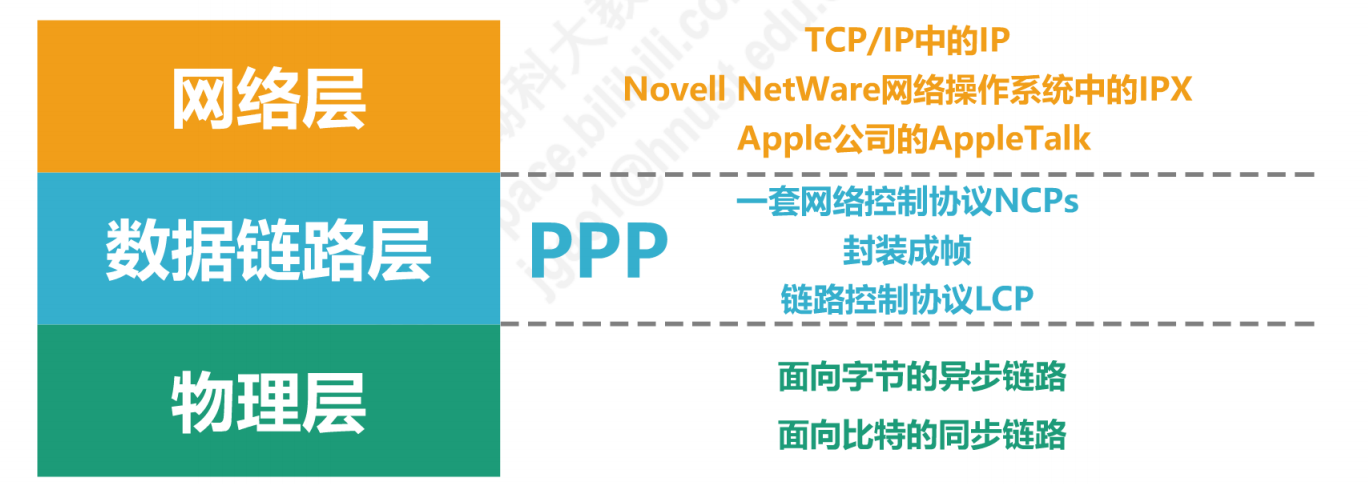 网络层
TCP/IP中的IP
Novell NetWare网络操作系统中的IPX
Apple公司的AppleTalk
数据链路层
PPP
一套网络控制协议NCPs
封装成帧
链路控制协议LCP
物理层
面向字节的异步链路
面向比特的同步链路